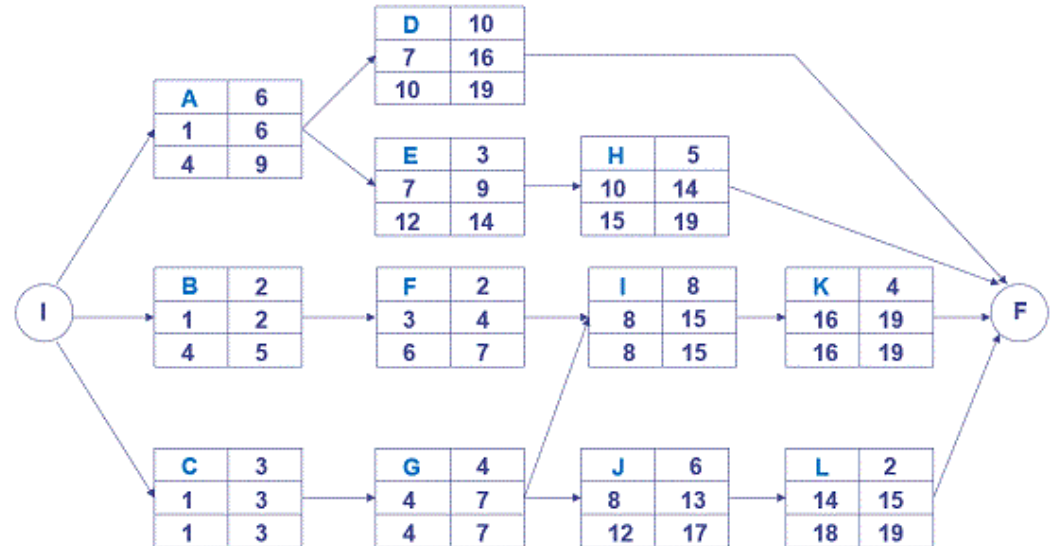 D 10
7 16
10 19
A 6
1 6
4 9
E 3
7 9
12 14
H 5
10 14
15 19
I
B 2
1 2
4 5
F 2
3 4
6 7
I 8
8 15
8 15
K 4
16 19
16 19
F
C 3
1 3
1 3
G 4
4 7
4 7
J 6
8 13
12 17
L 2
14 15
18 19